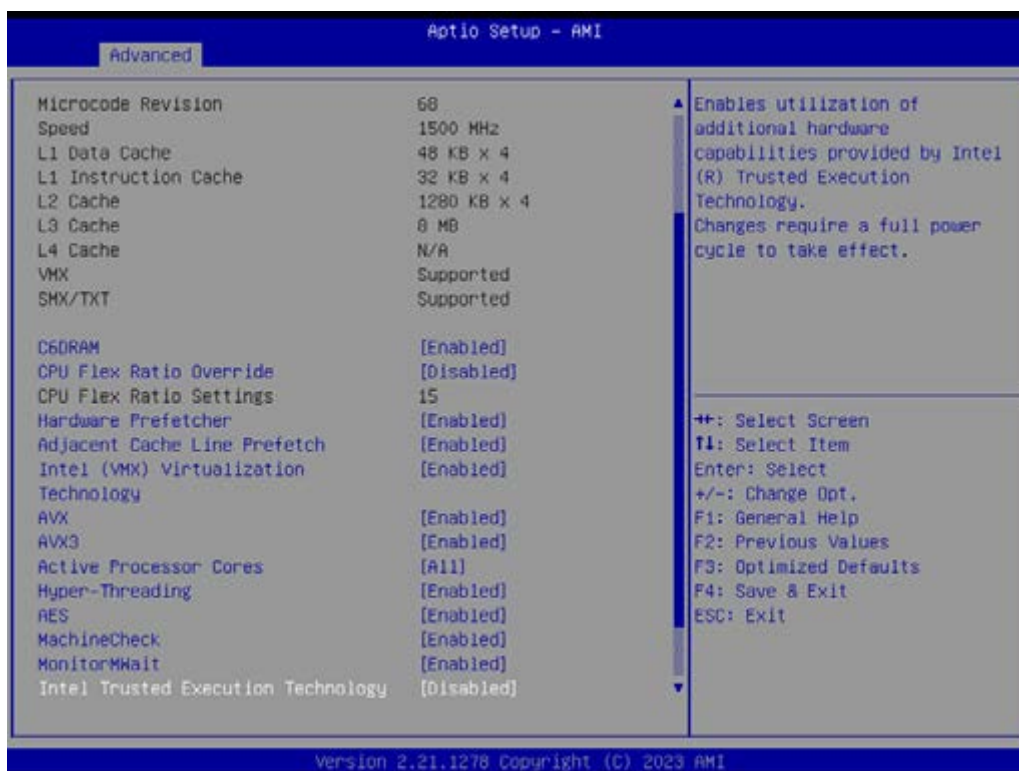 Aptio Setup - AMI
Advanced
Microcode Revision 68
Speed 1500 MHz
L1 Data Cache 48 KB x 4
L1 Instruction Cache 32 KB x 4
L2 Cache 1280 KB x 4
L3 Cache 8 MB
L4 Cache N/A
VMX Supported
SMX/TXT Supported
C6DRAM [Enabled]
CPU Flex Ratio Override [Disabled]
CPU Flex Ratio Settings 15
Hardware Prefetcher [Enabled]
Adjacent Cache Line Prefetch [Enabled]
Intel (VMX) Virtualization [Enabled]
Technology
AVX [Enabled]
AVX3 [Enabled]
Active Processor Cores [All]
Hyper-Threading [Enabled]
AES [Enabled]
MachineCheck [Enabled]
MonitorMWait [Enabled]
Intel Trusted Execution Technology [Disabled]
Enables utilization of
additional hardware
capabilities provided by Intel
(R) Trusted Execution
Technology.
Changes require a full power
cycle to take effect.
→←: Select Screen
↑↓: Select Item
Enter: Select
+/-: Change Opt.
F1: General Help
F2: Previous Values
F3: Optimized Defaults
F4: Save & Exit
ESC: Exit
Version 2.21.1278 Copyright (C) 2023 AMI